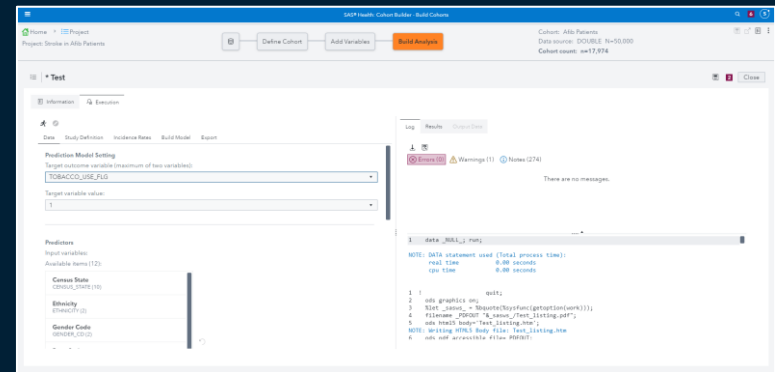 SAS® Health: Cohort Builder - Build Cohorts
Home > Project
Project: Stroke in Afib Patients
Define Cohort
Add Variables
Build Analysis
Cohort: Afib Patients
Data source: DOUBLE N=50,000
Cohort count: n=17,974
* Test
Close
Information
Execution
Data Study Definition Incidence Rates Build Model Export
Prediction Model Setting
Target outcome variable (maximum of two variables):
TOBACCO_USE_FLG
Target variable value:
1
Predictors
Input variables:
Available items (12):
Census State
CENSUS_STATE (10)
Ethnicity
ETHNICITY (2)
Gender Code
GENDER_CD (2)
Log Results Output Data
Errors (0) Warnings (1) Notes (274)
There are no messages.
1 data _NULL_; run;
NOTE: DATA statement used (Total process time):
real time 0.00 seconds
cpu time 0.00 seconds
1 ! quit;
2 ods graphics on;
3 %let _sasws_ = %bquote(%sysfunc(getoption(work)));
4 filename _PDFOUT "&_sasws_/Test_listing.pdf";
5 ods html5 body='Test_listing.htm';
NOTE: Writing HTML5 Body file: Test_listing.htm
6 ods pdf accessible file=_PDFOUT;